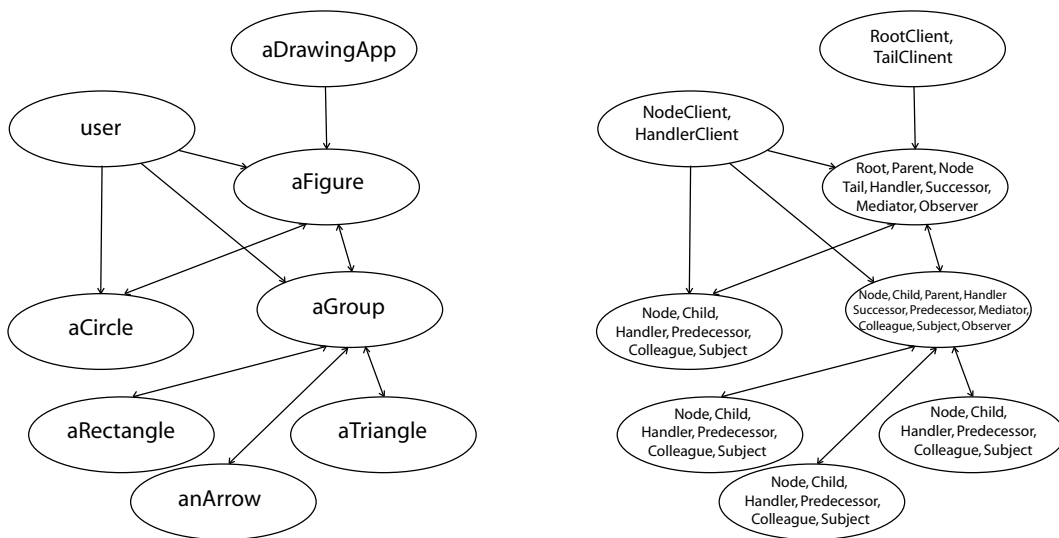 aDrawingApp
user
aFigure
aCircle
aGroup
aRectangle
aTriangle
anArrow
RootClient,
TailClinent
NodeClient,
HandlerClient
Root, Parent, Node
Tail, Handler, Successor,
Mediator, Observer
Node, Child,
Handler, Predecessor,
Colleague, Subject
Node, Child, Parent, Handler
Successor, Predecessor, Mediator,
Colleague, Subject, Observer
Node, Child,
Handler, Predecessor,
Colleague, Subject
Node, Child,
Handler, Predecessor,
Colleague, Subject
Node, Child,
Handler, Predecessor,
Colleague, Subject